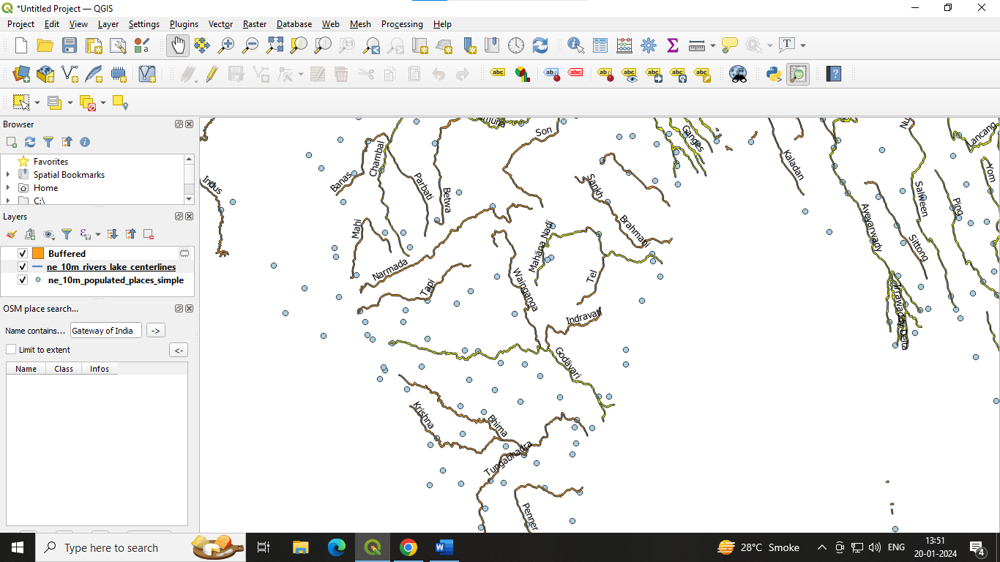 *Untitled Project — QGIS
Project Edit View Layer Settings Plugins Vector Raster Database Web Mesh Processing Help
Browser
Favorites
Spatial Bookmarks
Home
C:\
Layers
Buffered
ne_10m_rivers_lake_centerlines
ne_10m_populated_places_simple
OSM place search...
Name contains... Gateway of India ->
Limit to extent <-
Name Class Infos
Son
Ganges
Lancang
Chambal
Banas
Parbati
Betwa
Indus
Sankh
Kaladan
Yom
Salween
Ping
Mahi
Mahäna Nadi
Brahmani
Ayeyarwady
Sittong
Narmada
Tapi
Wainganga
Tel
Indravati
Irrawaddy Delta
Godävari
Krishna
Bhima
Tungabhadra
Penner
Type here to search
28°C Smoke
ENG
13:51
20-01-2024
4